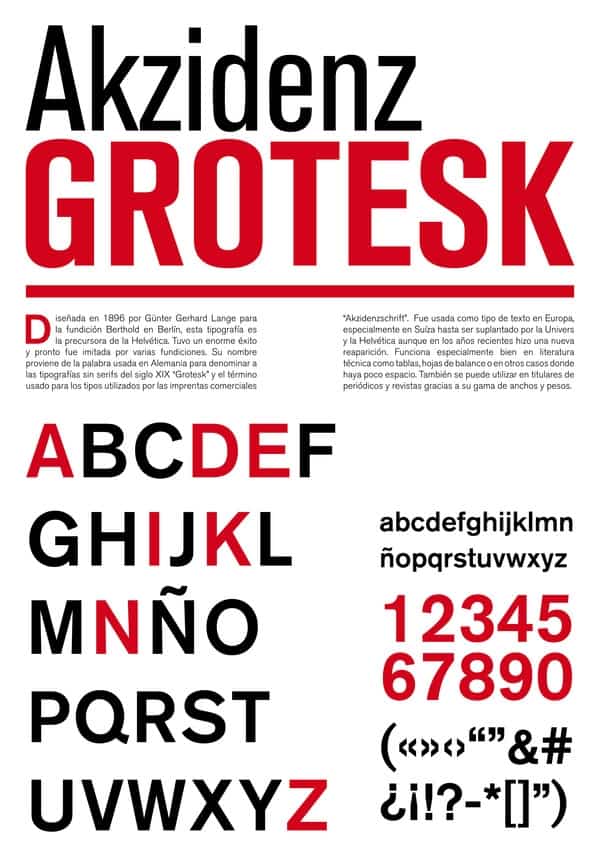 Akzidenz
GROTESK
Diseñada en 1896 por Günter Gerhard Lange para
la fundición Berthold en Berlín, esta tipografía es
la precursora de la Helvética. Tuvo un enorme éxito
y pronto fue imitada por varias fundiciones. Su nombre
proviene de la palabra usada en Alemania para denominar a
las tipografías sin serifs del siglo XIX "Grotesk" y el término
usado para los tipos utilizados por las imprentas comerciales
“Akzidenzschrift”. Fue usada como tipo de texto en Europa,
especialmente en Suíza hasta ser suplantado por la Univers
y la Helvética aunque en los años recientes hizo una nueva
reaparición. Funciona especialmente bien en literatura
técnica como tablas, hojas de balance o en otros casos donde
haya poco espacio. También se puede utilizar en titulares de
periódicos y revistas gracias a su gama de anchos y pesos.
ABCDEF
GHIJKL
MNÑO
PQRST
UVWXYZ
abcdefghijklmn
ñopqrstuvwxyz
12345
67890
(«»‹›“”&#
¿¡!?-*[]”)